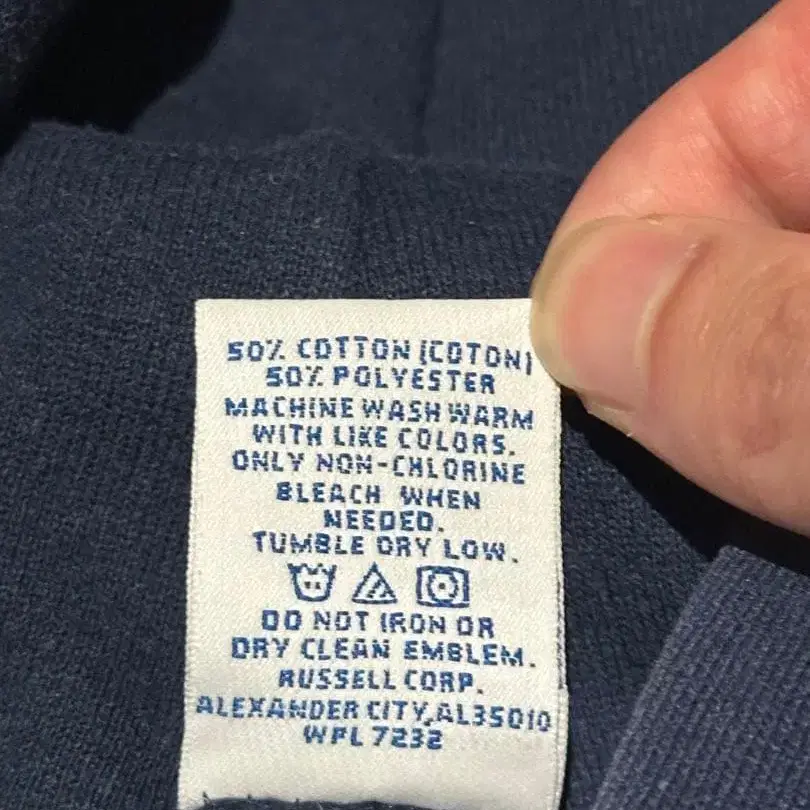 50% COTTON (COTON)
50% POLYESTER
MACHINE WASH WARM
WITH LIKE COLORS.
ONLY NON-CHLORINE
BLEACH WHEN
NEEDED.
TUMBLE DRY LOW.
DO NOT IRON OR
DRY CLEAN EMBLEM.
RUSSELL CORP.
ALEXANDER CITY,AL35010
WPL 7232